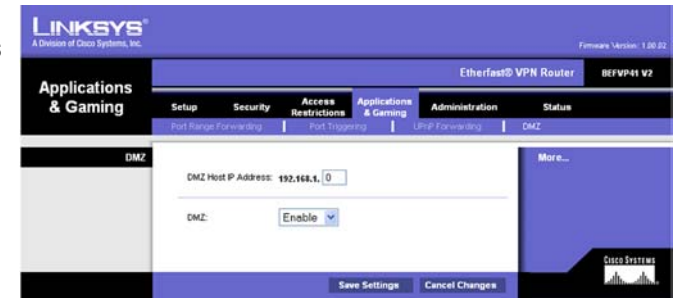 s
LINKSYS®
A Division of Cisco Systems, Inc.
Firmware Version: 1.00.02
Etherfast® VPN Router
BEFVP41 V2
Applications & Gaming
Setup
Security
Access Restrictions
Applications & Gaming
Administration
Status
Port Range Forwarding
Port Triggering
UPnP Forwarding
DMZ
DMZ
More...
DMZ Host IP Address: 192.168.1. 0
DMZ: Enable
Save Settings
Cancel Changes
CISCO SYSTEMS